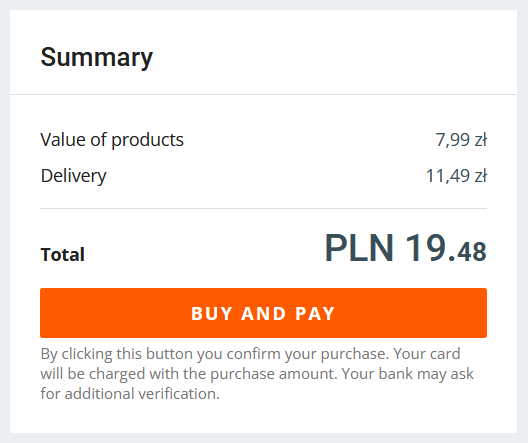 Summary
Value of products 7,99 zł
Delivery 11,49 zł
Total PLN 19.48
BUY AND PAY
By clicking this button you confirm your purchase. Your card
will be charged with the purchase amount. Your bank may ask
for additional verification.